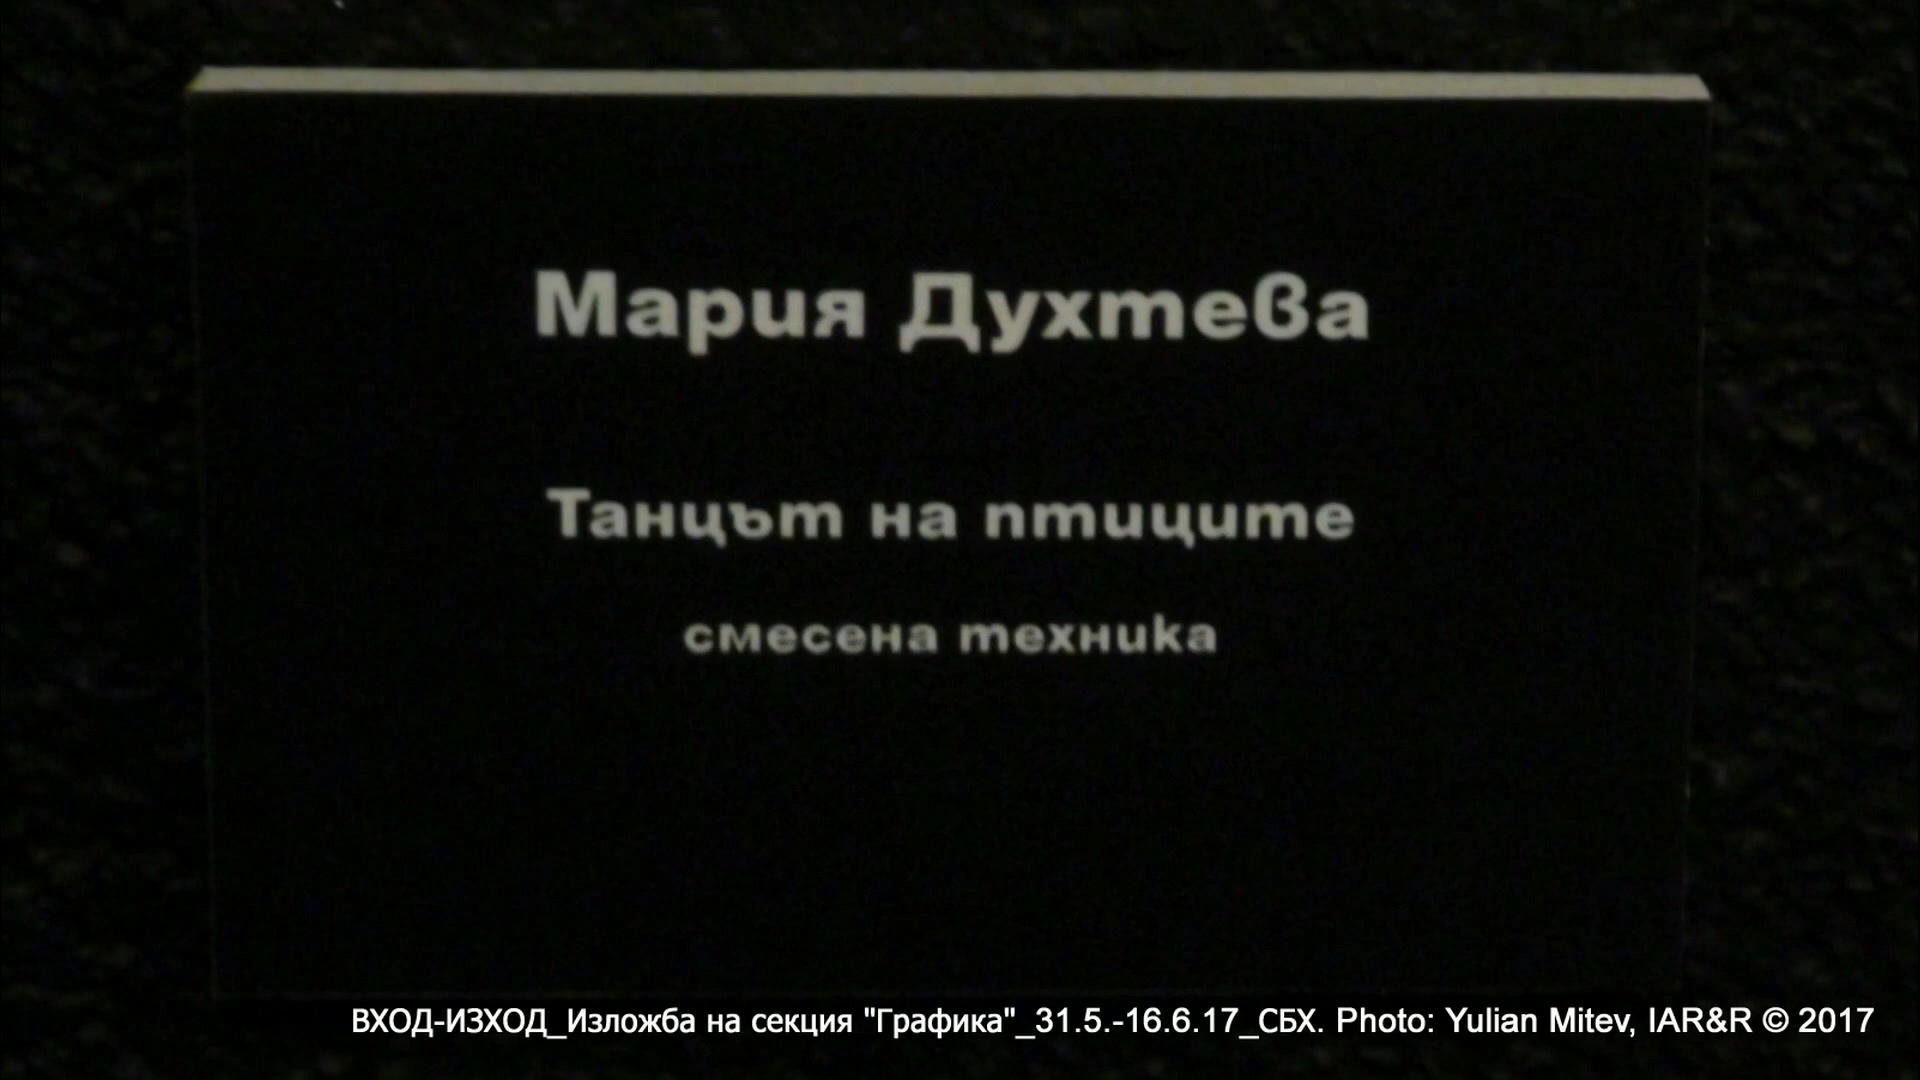 Мария Духтева
Танцът на птиците
смесена техника
ВХОД-ИЗХОД_Изложба на секция "Графика"_31.5.-16.6.17_СБХ. Photo: Yulian Mitev, IAR&R © 2017